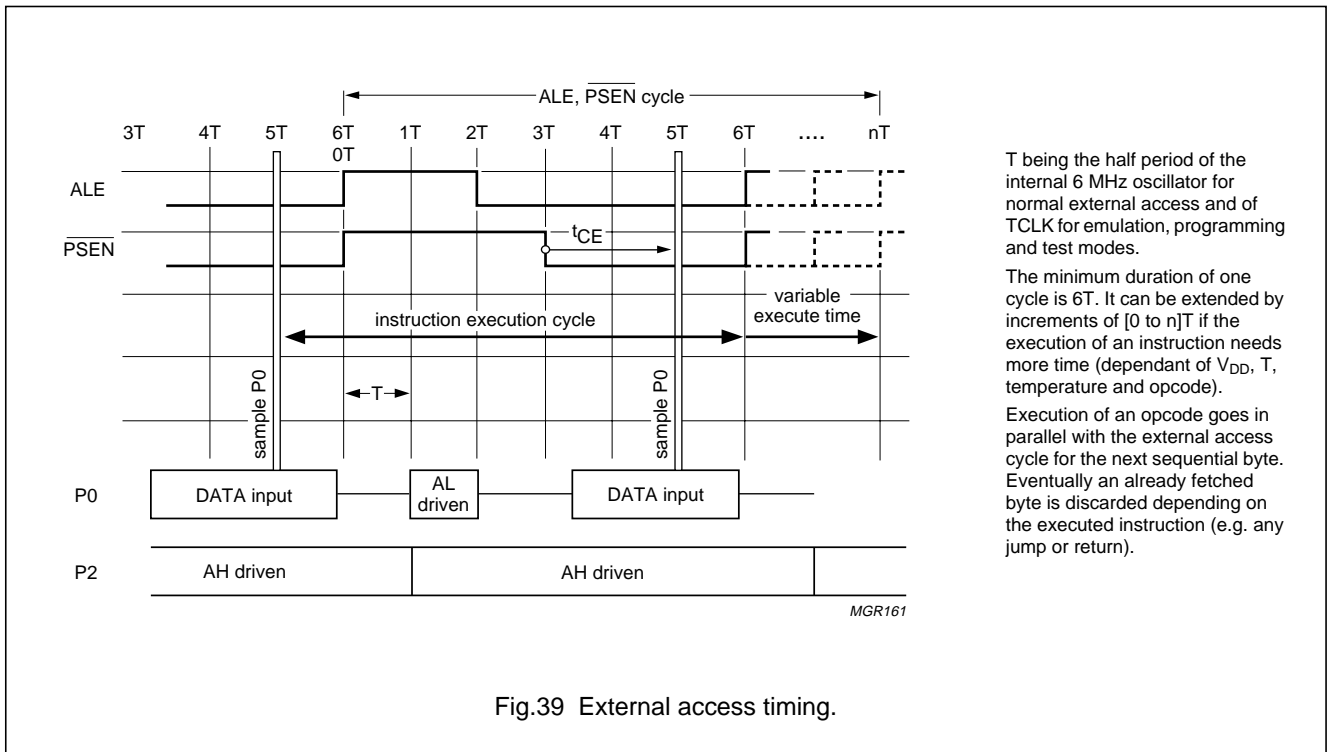 ALE, PSEN cycle
3T 4T 5T 6T 1T 2T 3T 4T 5T 6T .... nT
0T
ALE
PSEN
tCE
instruction execution cycle
variable
execute time
sample P0
T
sample P0
P0
DATA input
AL
driven
DATA input
P2
AH driven
AH driven
MGR161
T being the half period of the
internal 6 MHz oscillator for
normal external access and of
TCLK for emulation, programming
and test modes.
The minimum duration of one
cycle is 6T. It can be extended by
increments of [0 to n]T if the
execution of an instruction needs
more time (dependant of VDD, T,
temperature and opcode).
Execution of an opcode goes in
parallel with the external access
cycle for the next sequential byte.
Eventually an already fetched
byte is discarded depending on
the executed instruction (e.g. any
jump or return).
Fig.39 External access timing.